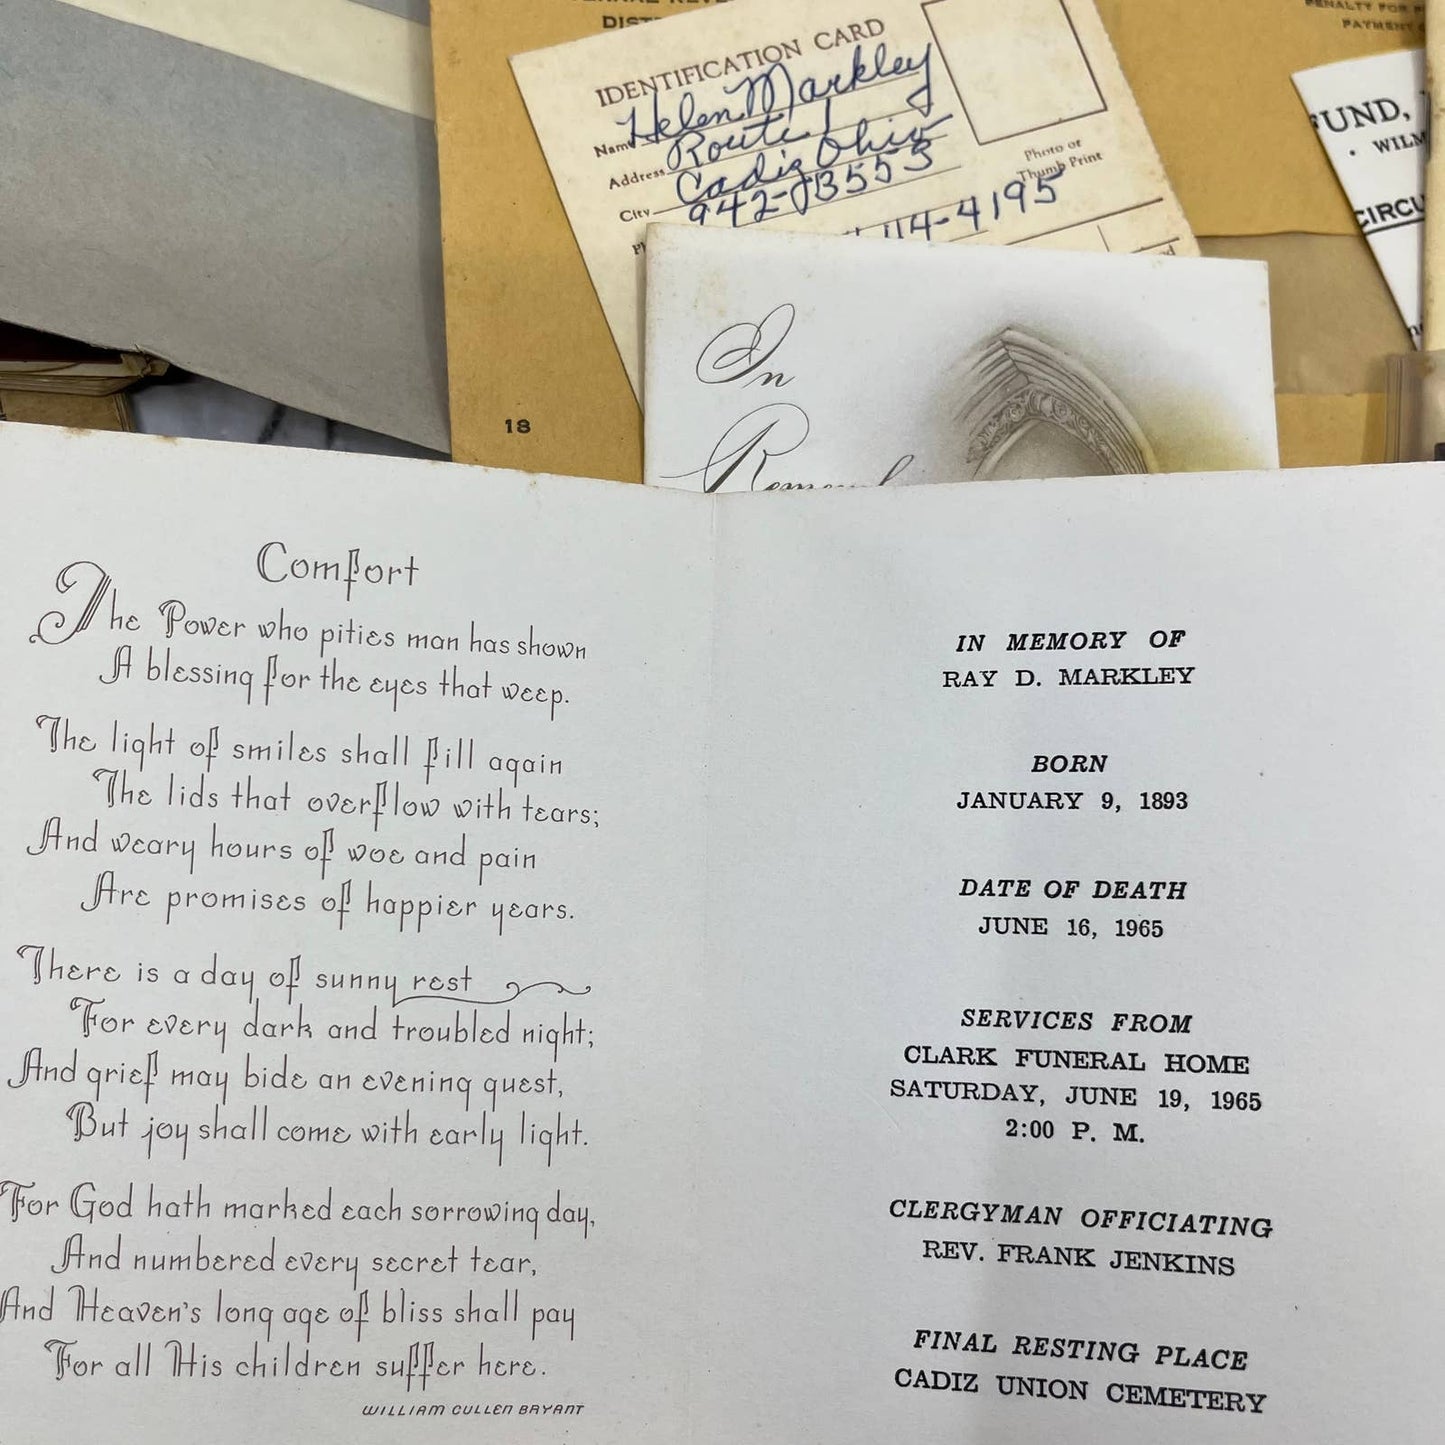 PENALTY FOR
PAYMENT
IDENTIFICATION CARD
Name Helen Markley
Address Route 1
City Cadiz Ohio
942-J3553
114-4195
Photo or
Thumb Print
FUND,
CIRCU
18
In
Comfort
The Power who pities man has shown
A blessing for the eyes that weep.
The light of smiles shall fill again
The lids that overflow with tears;
And weary hours of woe and pain
Are promises of happier years.
There is a day of sunny rest
For every dark and troubled night;
And grief may bide an evening guest,
But joy shall come with early light.
For God hath marked each sorrowing day,
And numbered every secret tear,
And Heaven's long age of bliss shall pay
For all His children suffer here.
WILLIAM CULLEN BRYANT
IN MEMORY OF
RAY D. MARKLEY
BORN
JANUARY 9, 1893
DATE OF DEATH
JUNE 16, 1965
SERVICES FROM
CLARK FUNERAL HOME
SATURDAY, JUNE 19, 1965
2:00 P. M.
CLERGYMAN OFFICIATING
REV. FRANK JENKINS
FINAL RESTING PLACE
CADIZ UNION CEMETERY